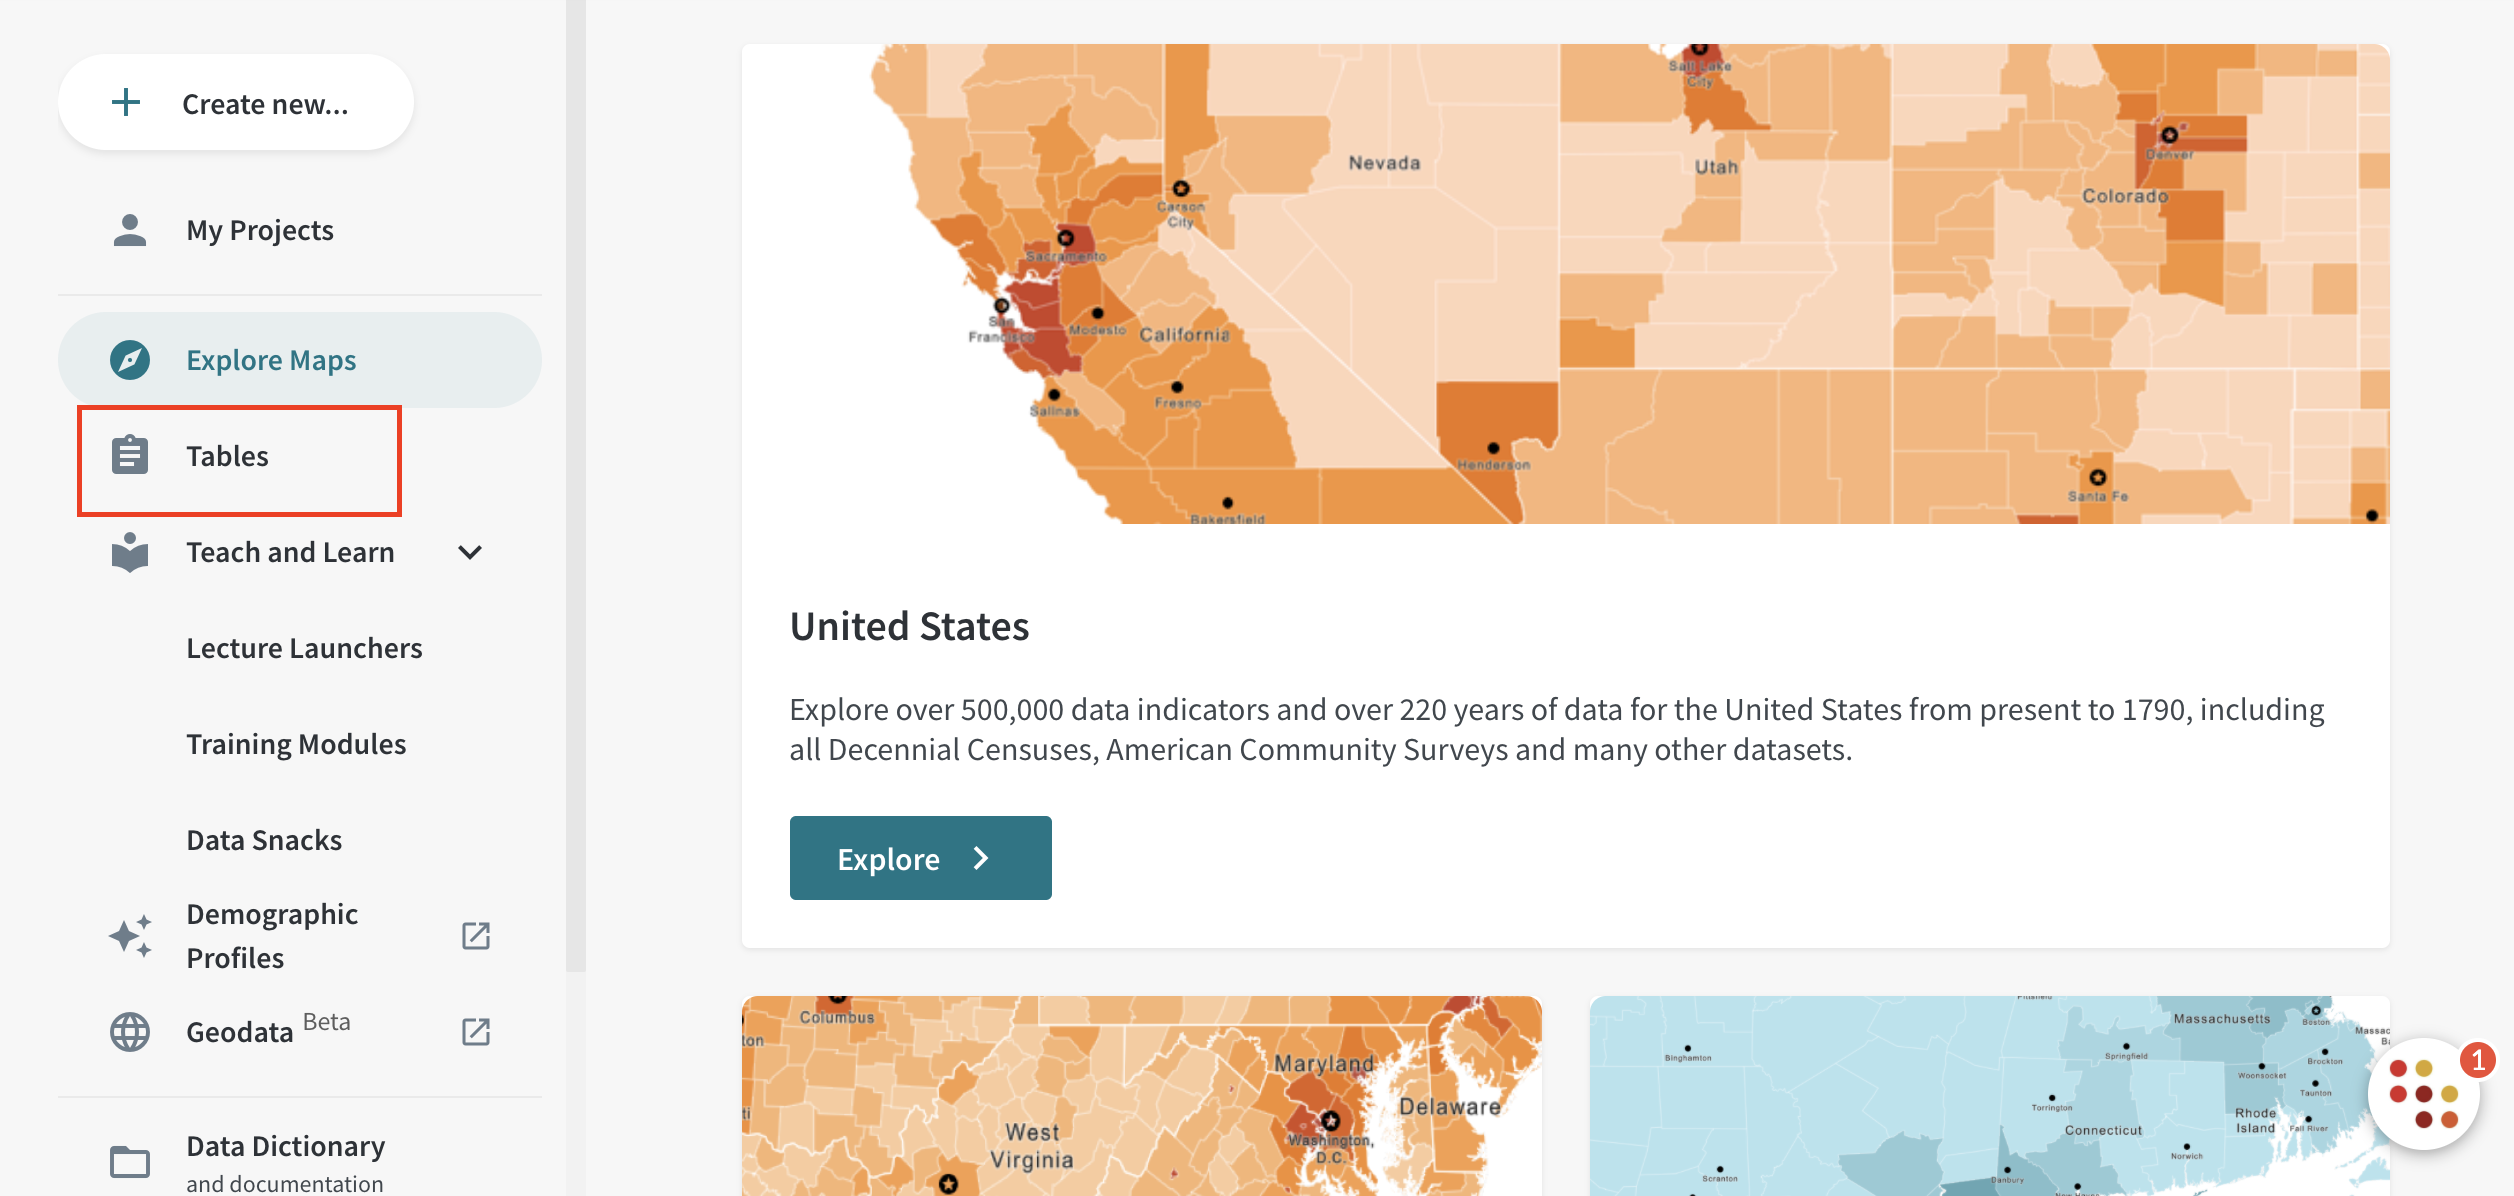 Create new...
My Projects
Explore Maps
Tables
Teach and Learn
Lecture Launchers
Training Modules
Data Snacks
Demographic
Profiles
Geodata Beta
Data Dictionary
and documentation
Salt Lake
City
Nevada
Utah
Denver
Colorado
Carson
City
Sacramento
San
Francisco
Modesto
California
Salinas
Fresno
Henderson
Santa Fe
Bakersfield
United States
Explore over 500,000 data indicators and over 220 years of data for the United States from present to 1790, including
all Decennial Censuses, American Community Surveys and many other datasets.
Explore
Columbus
ton
Maryland
Delaware
West
Virginia
Washington,
D.C.
Pittsfield
Massachusetts
Boston
Massac
Binghamton
Springfield
Brockton
Woonsocket
Taunton
Torrington
Rhode
Island
Fall River
Connecticut
Norwich
Scranton
Danbury
New Haven
1